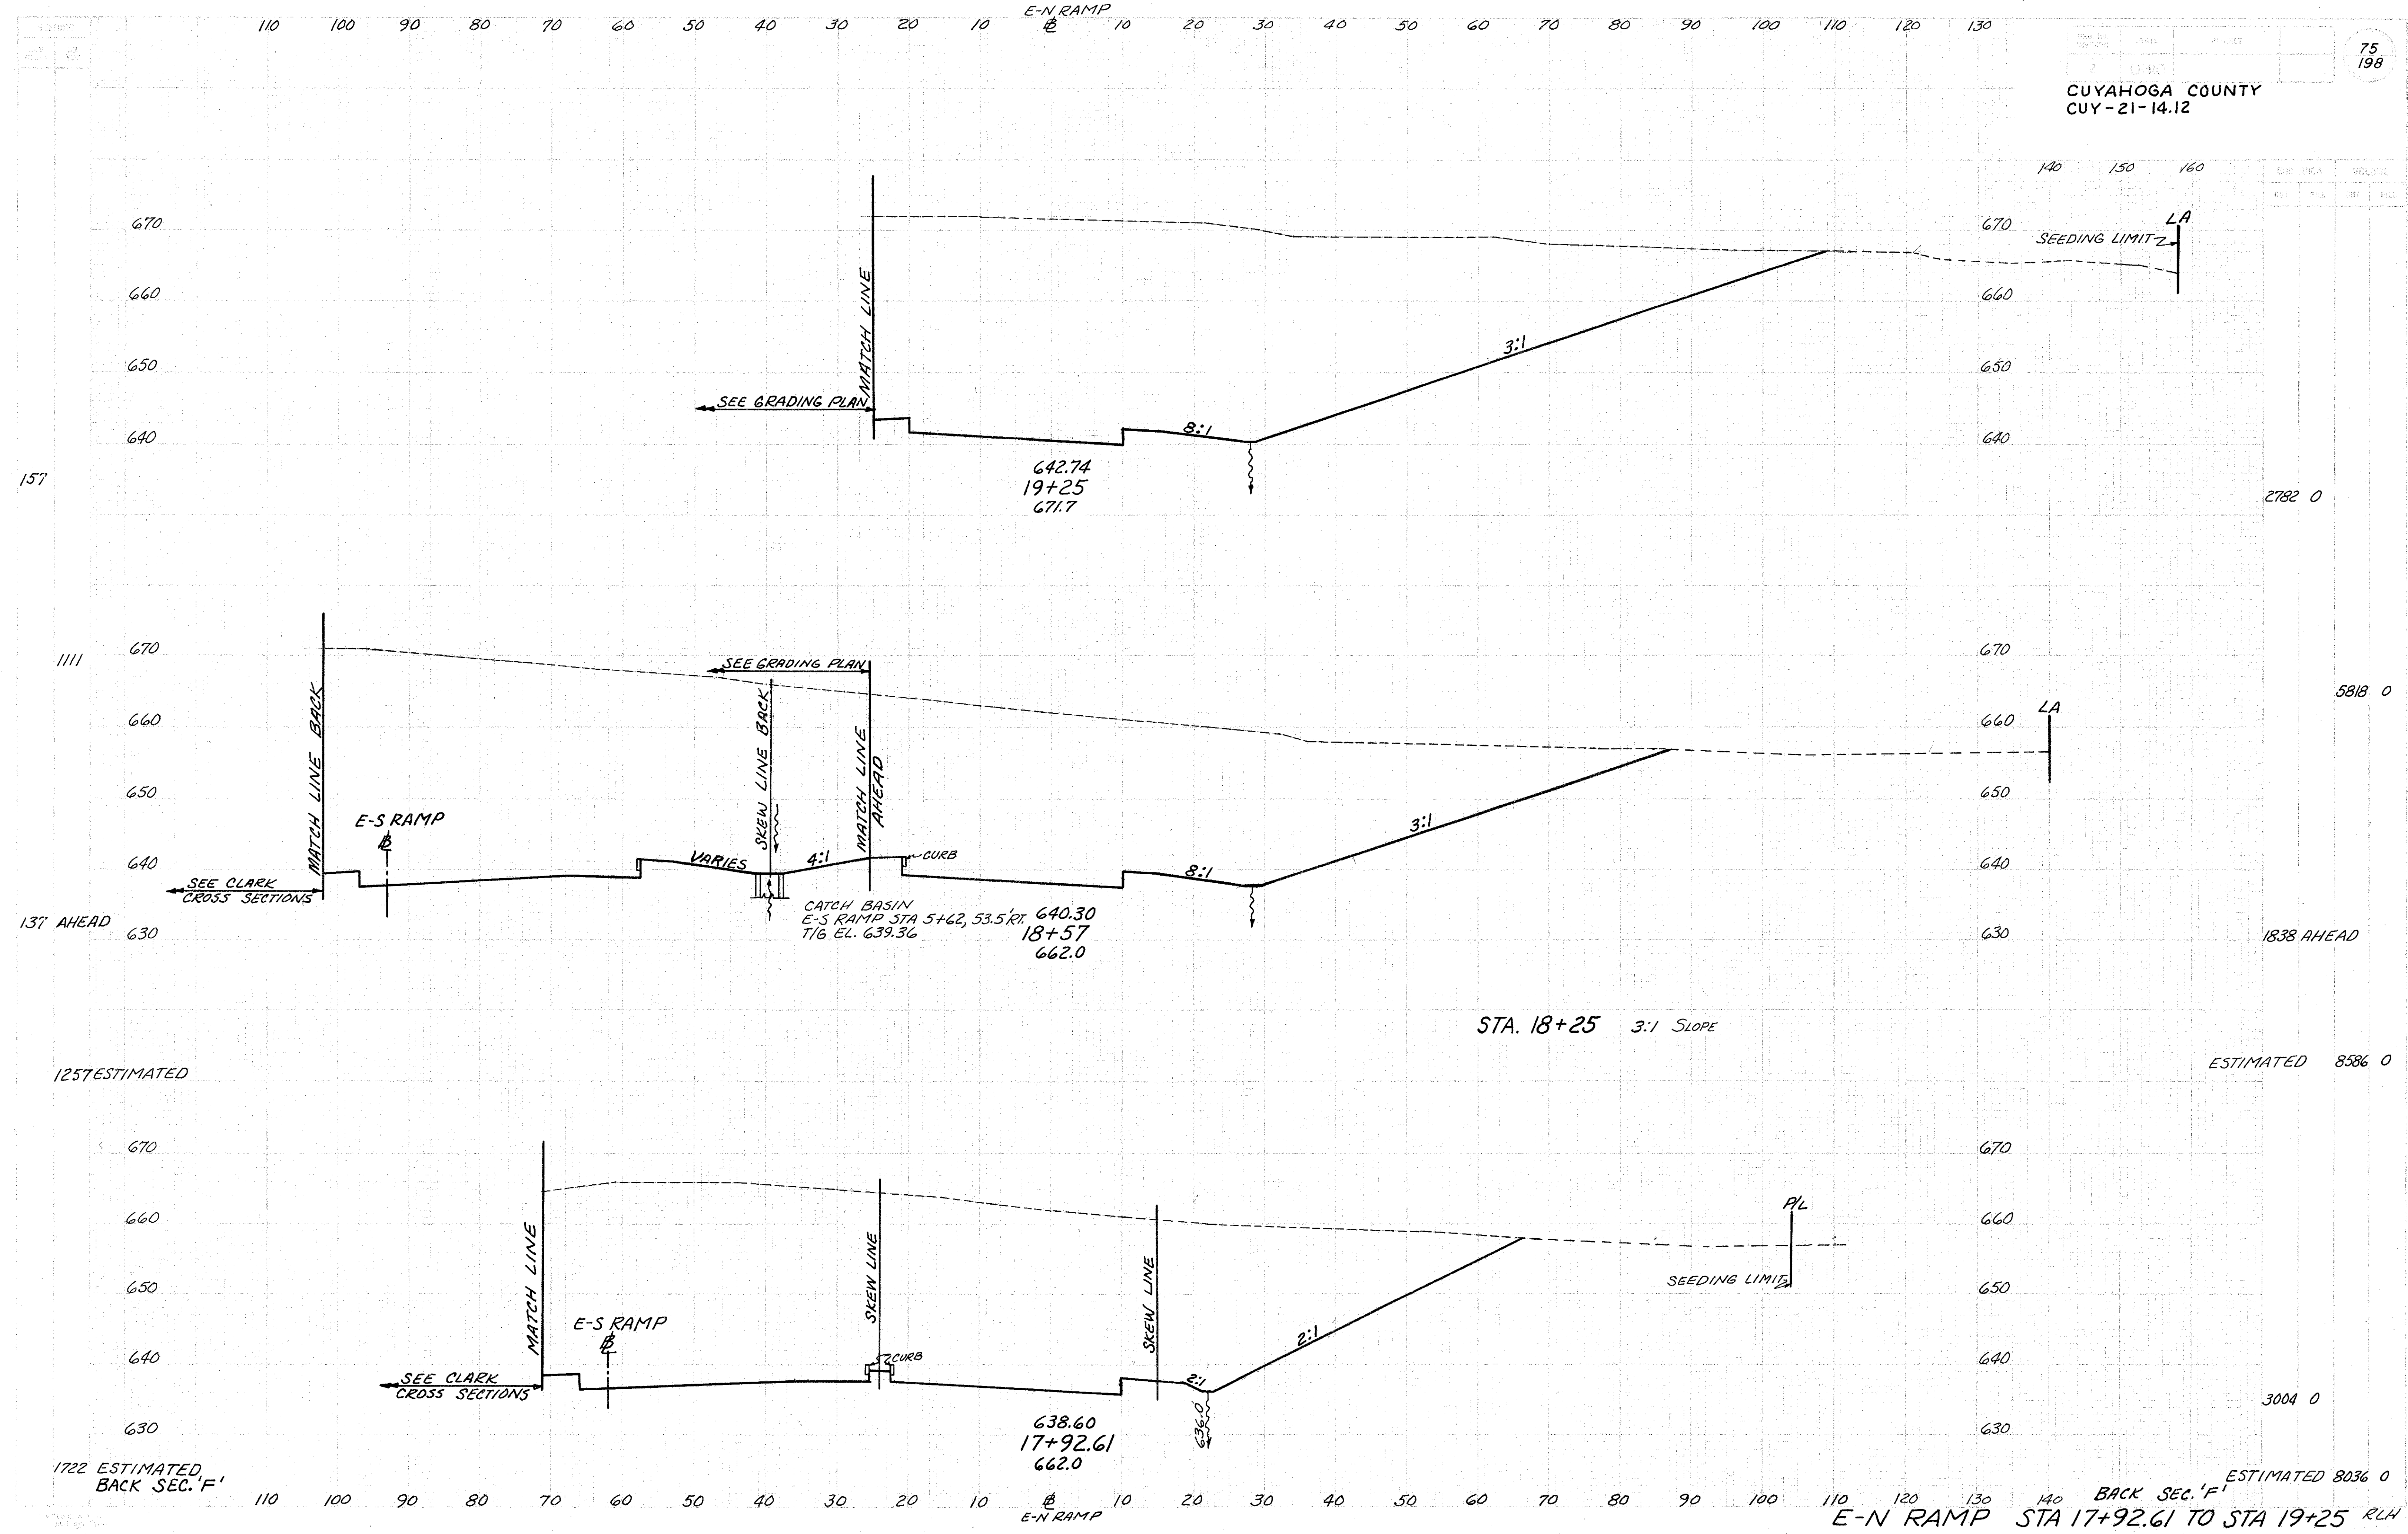 E-N RAMP
110 100 90 80 70 60 50 40 30 20 10 ℄ 10 20 30 40 50 60 70 80 90 100 110 120 130
75
198
CUYAHOGA COUNTY
CUY-21-14.12
140 150 160
LA
670 670
SEEDING LIMIT
660 660
MATCH LINE
3:1
650 650
SEE GRADING PLAN
8:1
640 640
642.74
19+25
671.7
157
2782 0
1111
670 670
SEE GRADING PLAN
5818 0
LA
660 660
MATCH LINE BACK
SKEW LINE BACK
MATCH LINE
AHEAD
650 650
E-S RAMP
3:1
VARIES 4:1
CURB
640 640
8:1
SEE CLARK
CROSS SECTIONS
CATCH BASIN
E-S RAMP STA 5+62, 53.5'RT.
T/G EL. 639.36
640.30
18+57
662.0
137 AHEAD
630 630
1838 AHEAD
STA. 18+25 3:1 SLOPE
1257 ESTIMATED
ESTIMATED 8586 0
670 670
P/L
660 660
MATCH LINE
SKEW LINE
SKEW LINE
SEEDING LIMIT
650 650
E-S RAMP
2:1
CURB
640 640
SEE CLARK
CROSS SECTIONS
2:1
636.0
3004 0
638.60
17+92.61
662.0
630 630
1722 ESTIMATED
BACK SEC. 'F'
ESTIMATED 8036 0
BACK SEC. 'F'
110 100 90 80 70 60 50 40 30 20 10 ℄ 10 20 30 40 50 60 70 80 90 100 110 120 130 140
E-N RAMP
E-N RAMP STA 17+92.61 TO STA 19+25 RLH